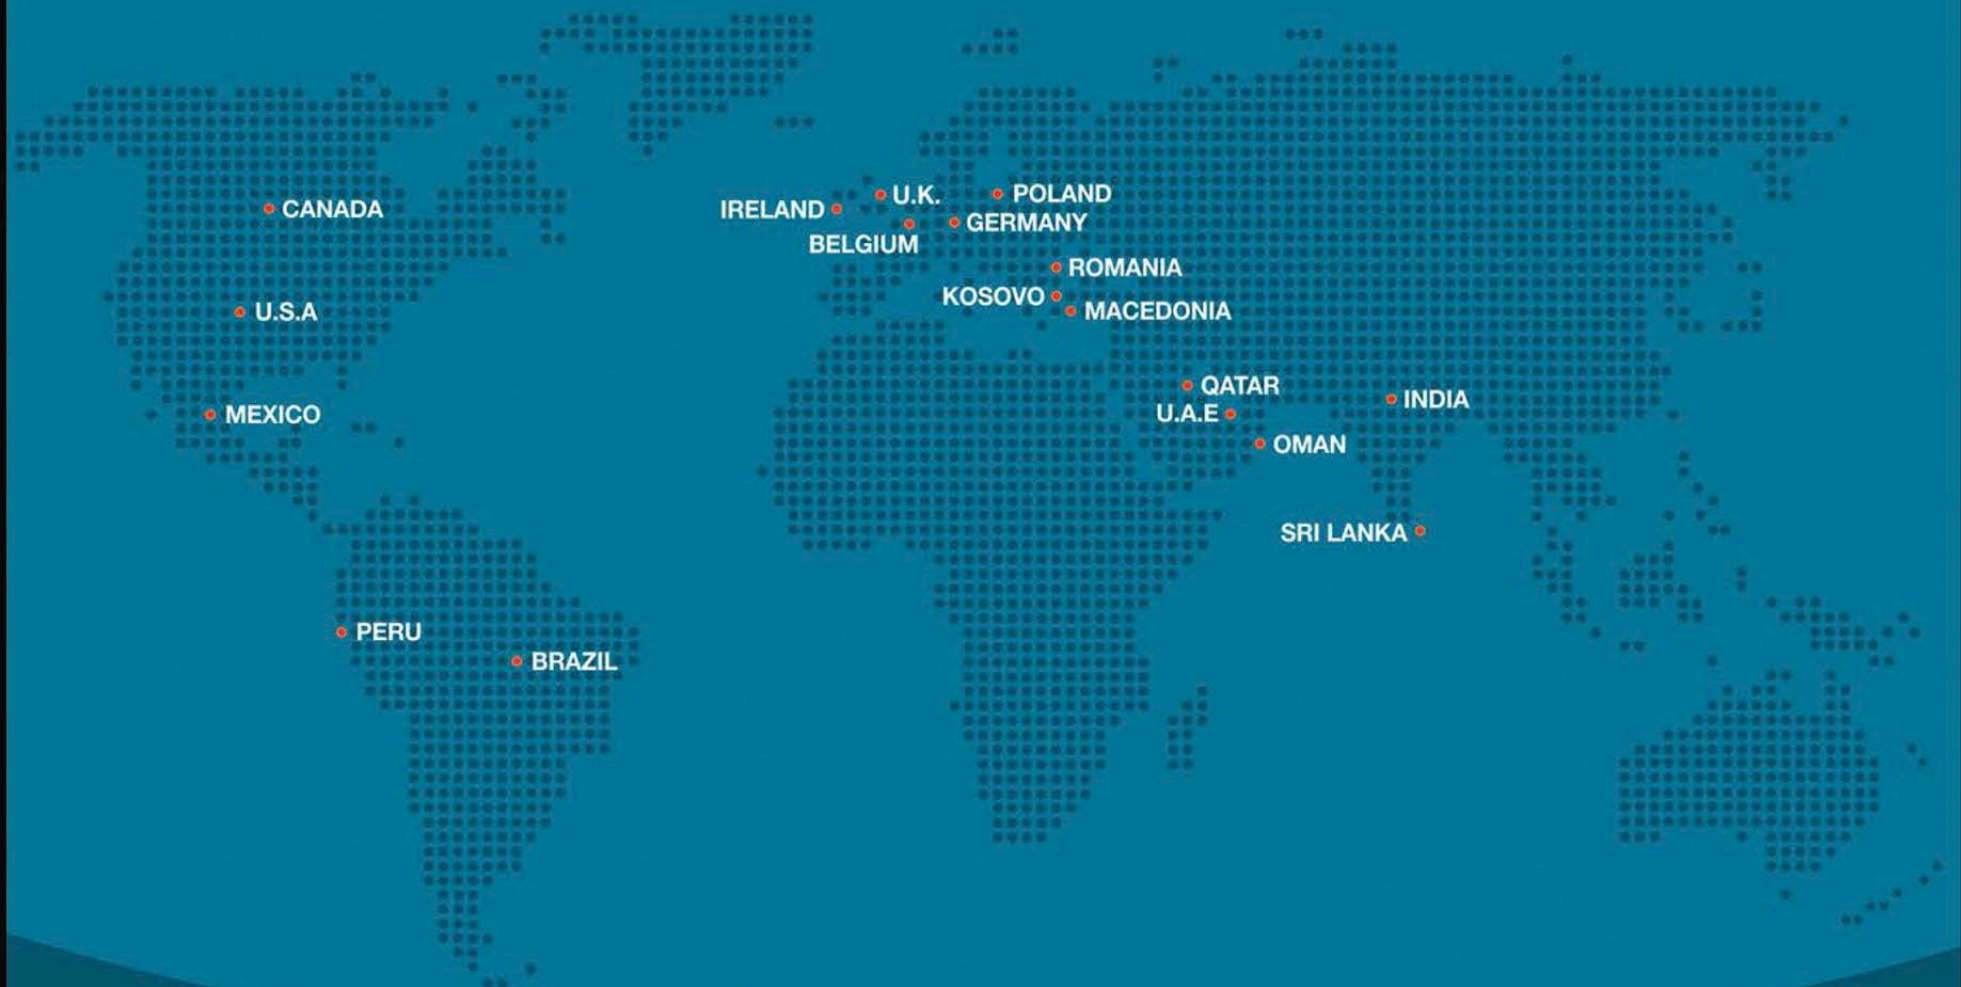 CANADA
U.S.A
MEXICO
PERU
BRAZIL
IRELAND
U.K.
POLAND
BELGIUM
GERMANY
ROMANIA
KOSOVO
MACEDONIA
QATAR
U.A.E
OMAN
INDIA
SRI LANKA